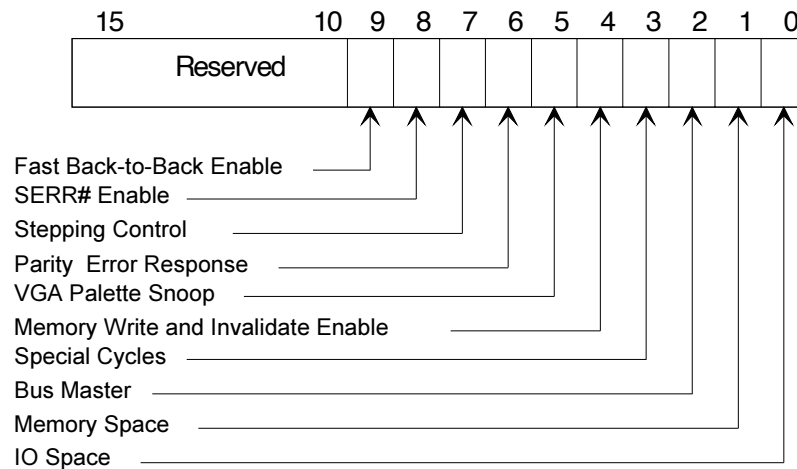 15 10 9 8 7 6 5 4 3 2 1 0
Reserved
Fast Back-to-Back Enable
SERR# Enable
Stepping Control
Parity Error Response
VGA Palette Snoop
Memory Write and Invalidate Enable
Special Cycles
Bus Master
Memory Space
IO Space